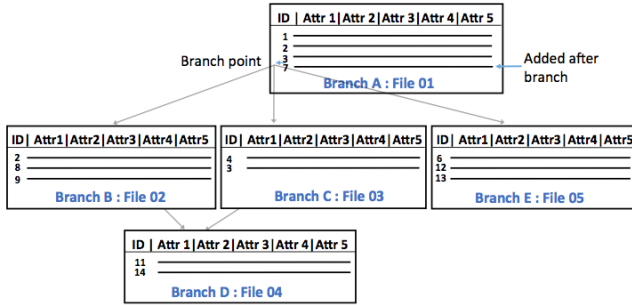 ID | Attr 1 | Attr 2 | Attr 3 | Attr 4 | Attr 5
1
2
3
7
Branch A : File 01
Branch point
Added after
branch
ID| Attr1|Attr2|Attr3|Attr4|Attr5
2
8
9
Branch B : File 02
ID| Attr1|Attr2|Attr3|Attr4|Attr5
4
3
Branch C : File 03
ID| Attr1|Attr2|Attr3|Attr4|Attr5
6
12
13
Branch E : File 05
ID | Attr 1| Attr 2| Attr 3| Attr 4| Attr 5
11
14
Branch D : File 04